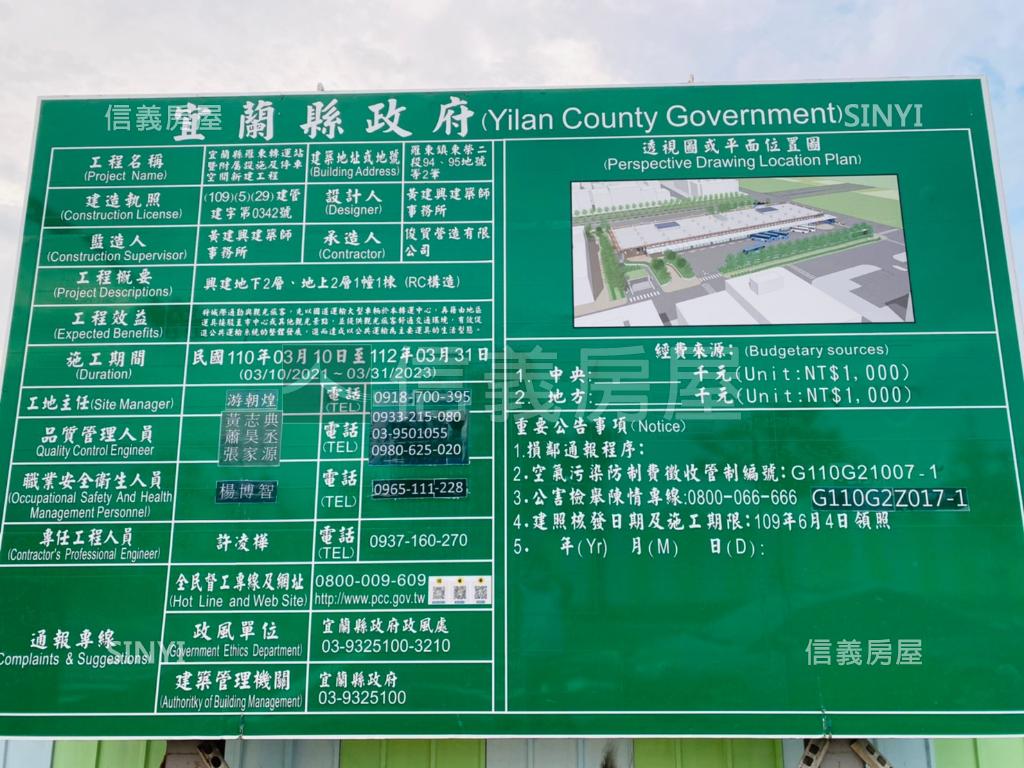 宜蘭縣政府(Yilan County Government)
信義房屋
SINYI
工程名稱
(Project Name)
宜蘭縣羅東轉運站
暨附屬設施及停車
空間新建工程
建築地址或地號
(Building Address)
羅東鎮東榮二
段94、95地號
等2筆
建造執照
(Construction License)
(109)(5)(29)建管
建字第0342號
設計人
(Designer)
黃建興建築師
事務所
監造人
(Construction Supervisor)
黃建興建築師
事務所
承造人
(Contractor)
俊貿營造有限
公司
工程概要
(Project Descriptions)
興建地下2層、地上2層1幢1棟 (RC構造)
工程效益
(Expected Benefits)
施工期間
(Duration)
民國110年03月10日至112年03月31日
(03/10/2021～03/31/2023)
工地主任(Site Manager)
游朝煌
電話
(TEL)
0918-700-395
品質管理人員
Quality Control Engineer
黃志典
蕭昊丞
張家源
電話
(TEL)
0933-215-080
03-9501055
0980-625-020
職業安全衛生人員
(Occupational Safety And Health
Management Personnel)
楊博智
電話
(TEL)
0965-111-228
專任工程人員
(Contractor's Professional Engineer)
許凌樺
電話
(TEL)
0937-160-270
通報專線
Complaints & Suggestions)
全民督工專線及網址
(Hot Line and Web Site)
0800-009-609
http://www.pcc.gov.tw
政風單位
(Government Ethics Department)
宜蘭縣政府政風處
03-9325100-3210
建築管理機關
(Authoritky of Building Management)
宜蘭縣政府
03-9325100
透視圖或平面位置圖
(Perspective Drawing Location Plan)
經費來源: (Budgetary sources)
1. 中央: 千元(Unit:NT$1,000)
2. 地方: 千元(Unit:NT$1,000)
信義房屋
重要公告事項(Notice)
1.損鄰通報程序:
2.空氣污染防制費徵收管制編號:G110G21007-1
3.公害檢舉陳情專線:0800-066-666 G110G2Z017-1
4.建照核發日期及施工期限:109年6月4日領照
5. 年(Yr) 月(M) 日(D):
SINYI
信義房屋